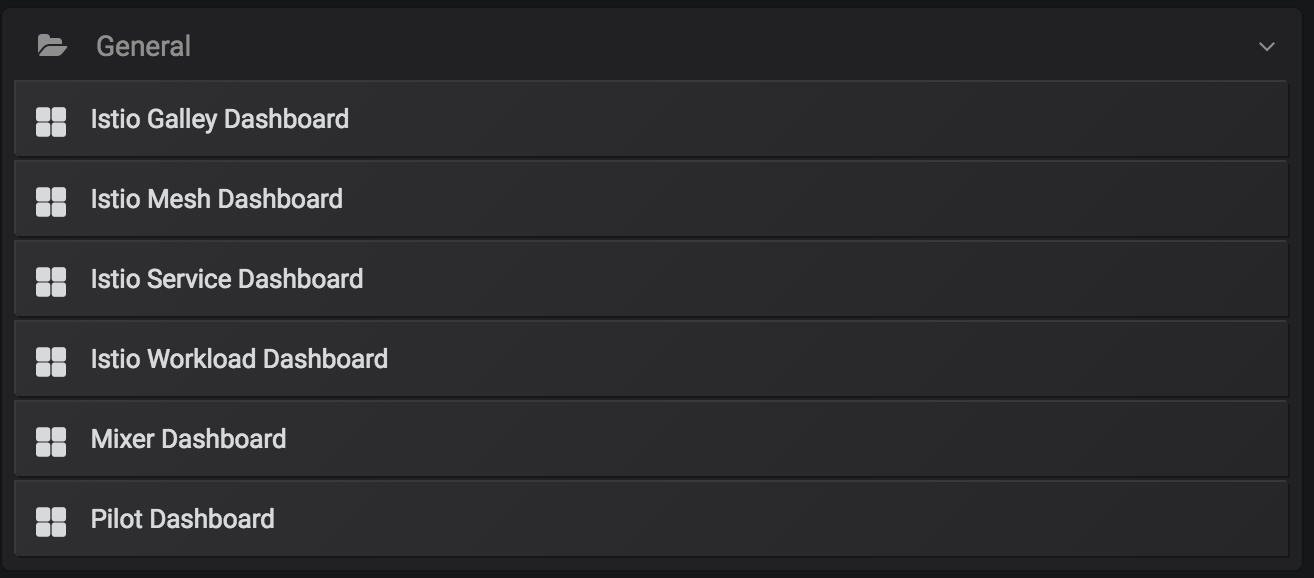 General
Istio Galley Dashboard
Istio Mesh Dashboard
Istio Service Dashboard
Istio Workload Dashboard
Mixer Dashboard
Pilot Dashboard